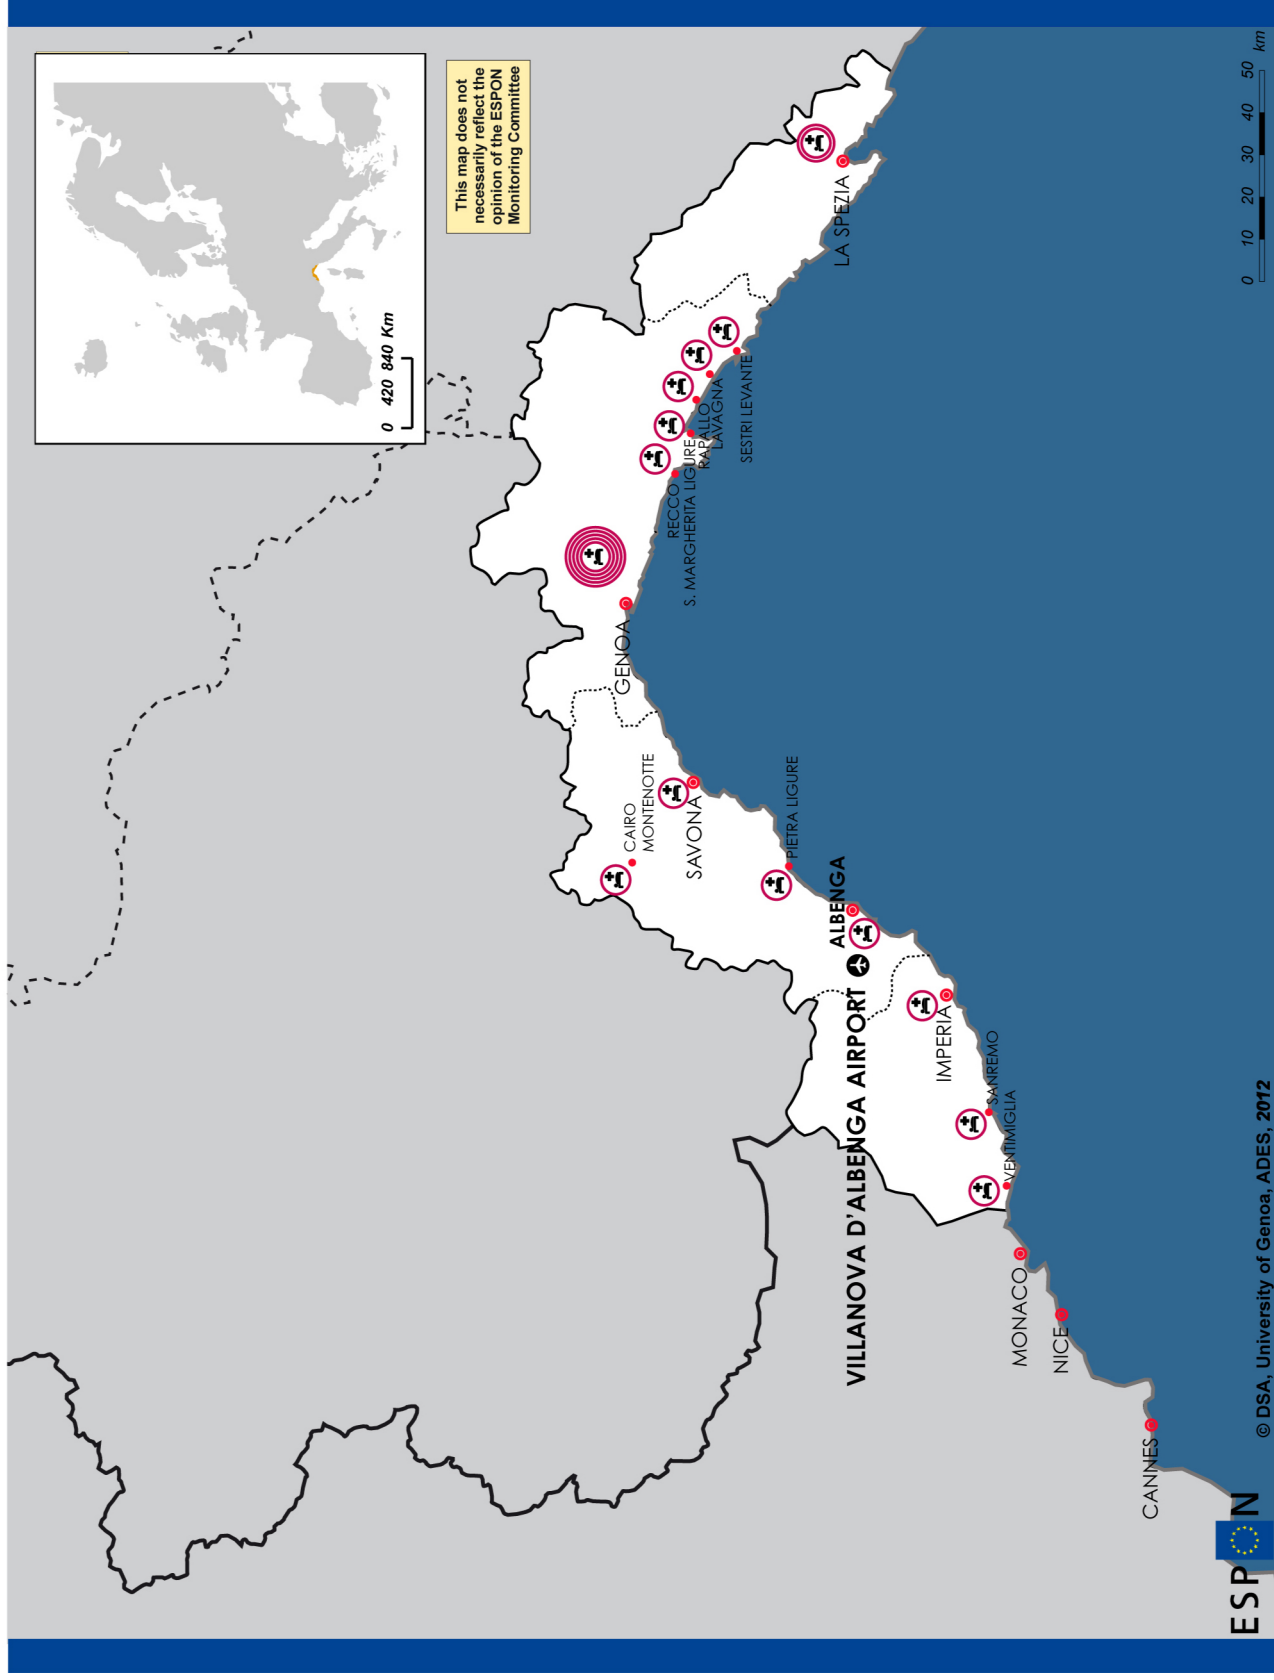 This map does not
necessarily reflect the
opinion of the ESPON
Monitoring Committee
0 420 840 Km
LA SPEZIA
SESTRI LEVANTE
LAVAGNA
RAPALLO
S. MARGHERITA LIGURE
RECCO
GENOA
CAIRO
MONTENOTTE
SAVONA
PIETRA LIGURE
ALBENGA
VILLANOVA D'ALBENGA AIRPORT
IMPERIA
SANREMO
VENTIMIGLIA
MONACO
NICE
CANNES
ESP N
© DSA, University of Genoa, ADES, 2012
0 10 20 30 40 50 km